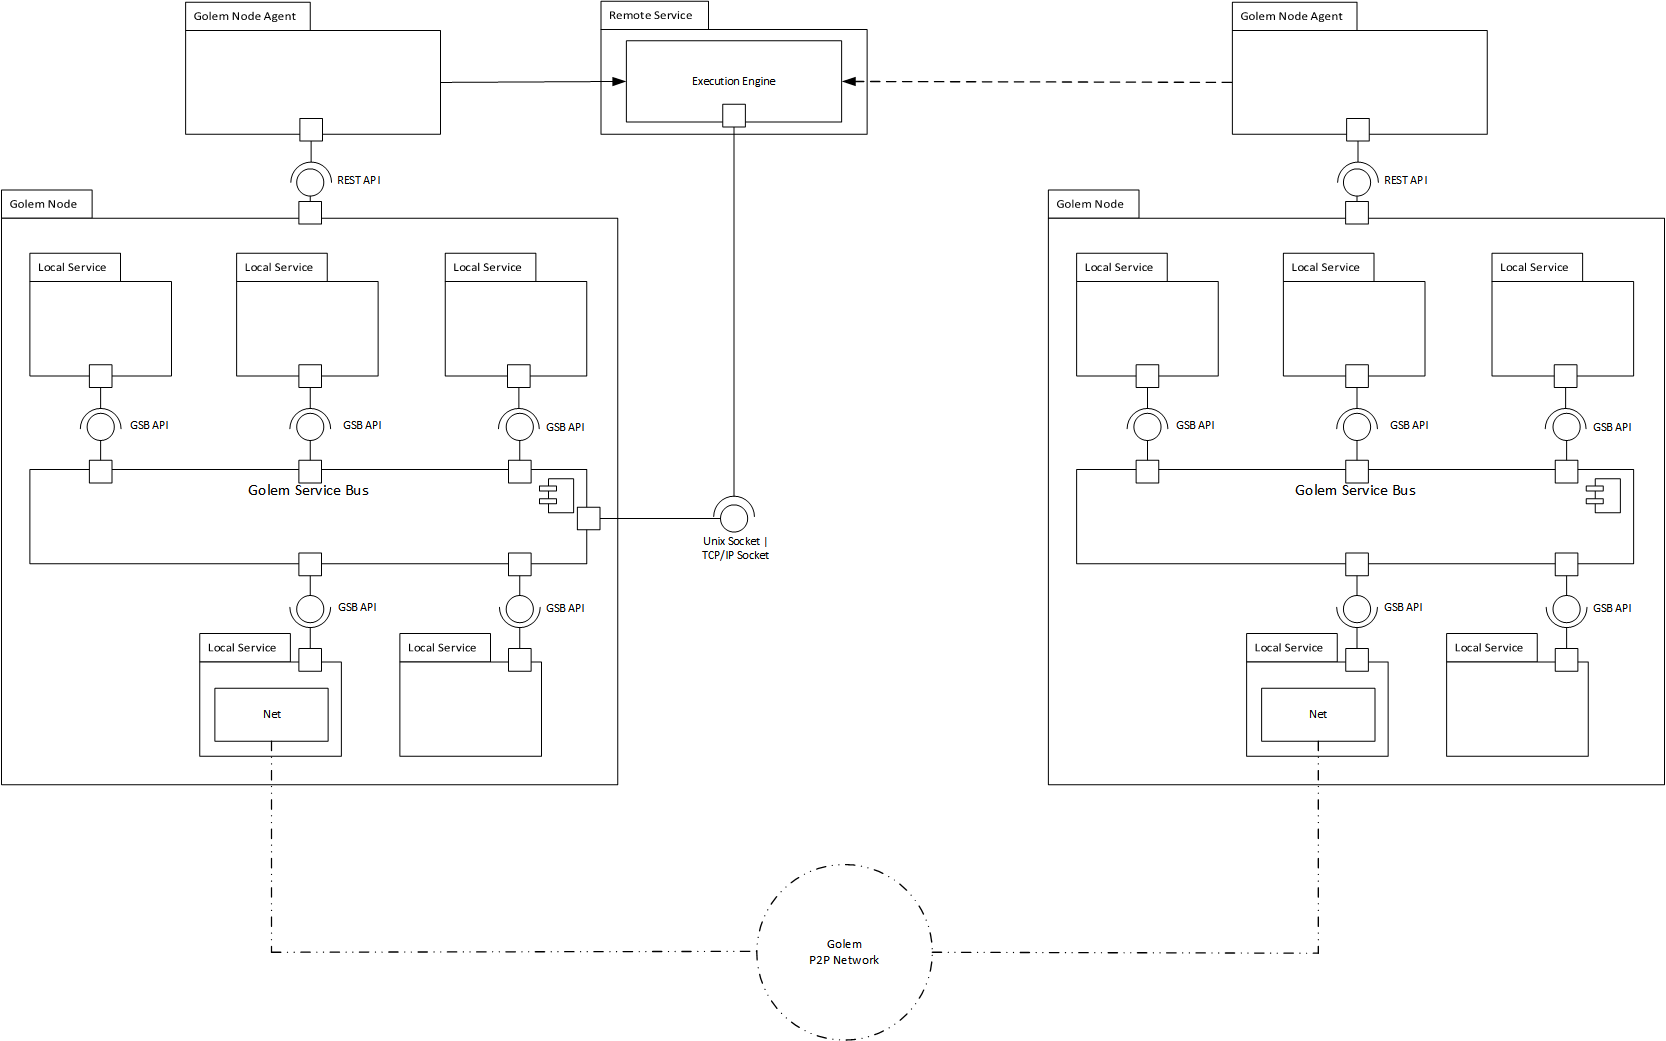 Golem Node Agent
Remote Service
Golem Node Agent
Execution Engine
REST API
REST API
Golem Node
Golem Node
Local Service
Local Service
Local Service
Local Service
Local Service
Local Service
GSB API
GSB API
GSB API
GSB API
GSB API
GSB API
Golem Service Bus
Golem Service Bus
Unix Socket |
TCP/IP Socket
GSB API
GSB API
GSB API
GSB API
Local Service
Local Service
Local Service
Local Service
Net
Net
Golem
P2P Network